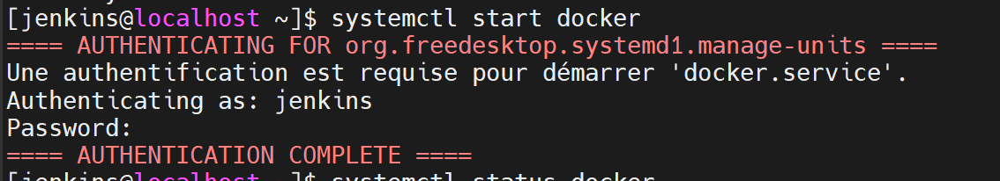 [jenkins@localhost ~]$ systemctl start docker
==== AUTHENTICATING FOR org.freedesktop.systemd1.manage-units ====
Une authentification est requise pour démarrer 'docker.service'.
Authenticating as: jenkins
Password:
==== AUTHENTICATION COMPLETE ====
[jenkins@localhost ~]$ systemctl status docker